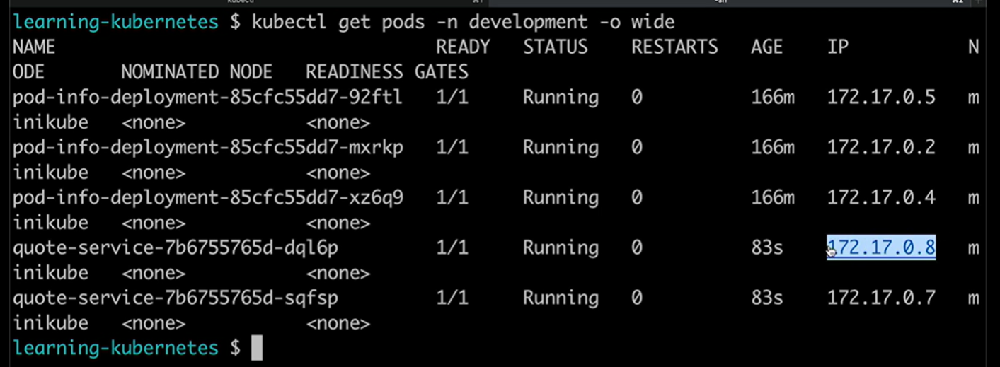 kubectl
learning-kubernetes $ kubectl get pods -n development -o wide
NAME                                   READY   STATUS    RESTARTS   AGE    IP           N
ODE       NOMINATED NODE   READINESS GATES
pod-info-deployment-85cfc55dd7-92ftl   1/1     Running   0          166m   172.17.0.5   m
inikube   <none>           <none>
pod-info-deployment-85cfc55dd7-mxrkp   1/1     Running   0          166m   172.17.0.2   m
inikube   <none>           <none>
pod-info-deployment-85cfc55dd7-xz6q9   1/1     Running   0          166m   172.17.0.4   m
inikube   <none>           <none>
quote-service-7b6755765d-dql6p         1/1     Running   0          83s    172.17.0.8   m
inikube   <none>           <none>
quote-service-7b6755765d-sqfsp         1/1     Running   0          83s    172.17.0.7   m
inikube   <none>           <none>
learning-kubernetes $